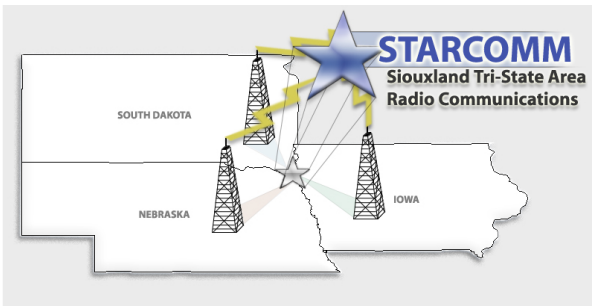 STARCOMM
Siouxland Tri-State Area
Radio Communications
SOUTH DAKOTA
NEBRASKA
IOWA